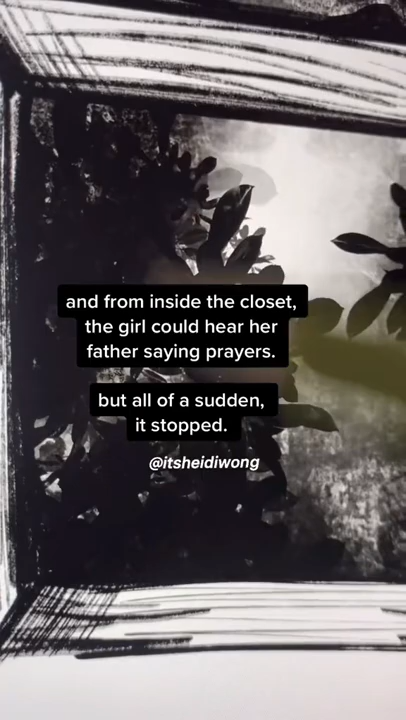 and from inside the closet,
the girl could hear her
father saying prayers.
but all of a sudden,
it stopped.
@itsheidiwong